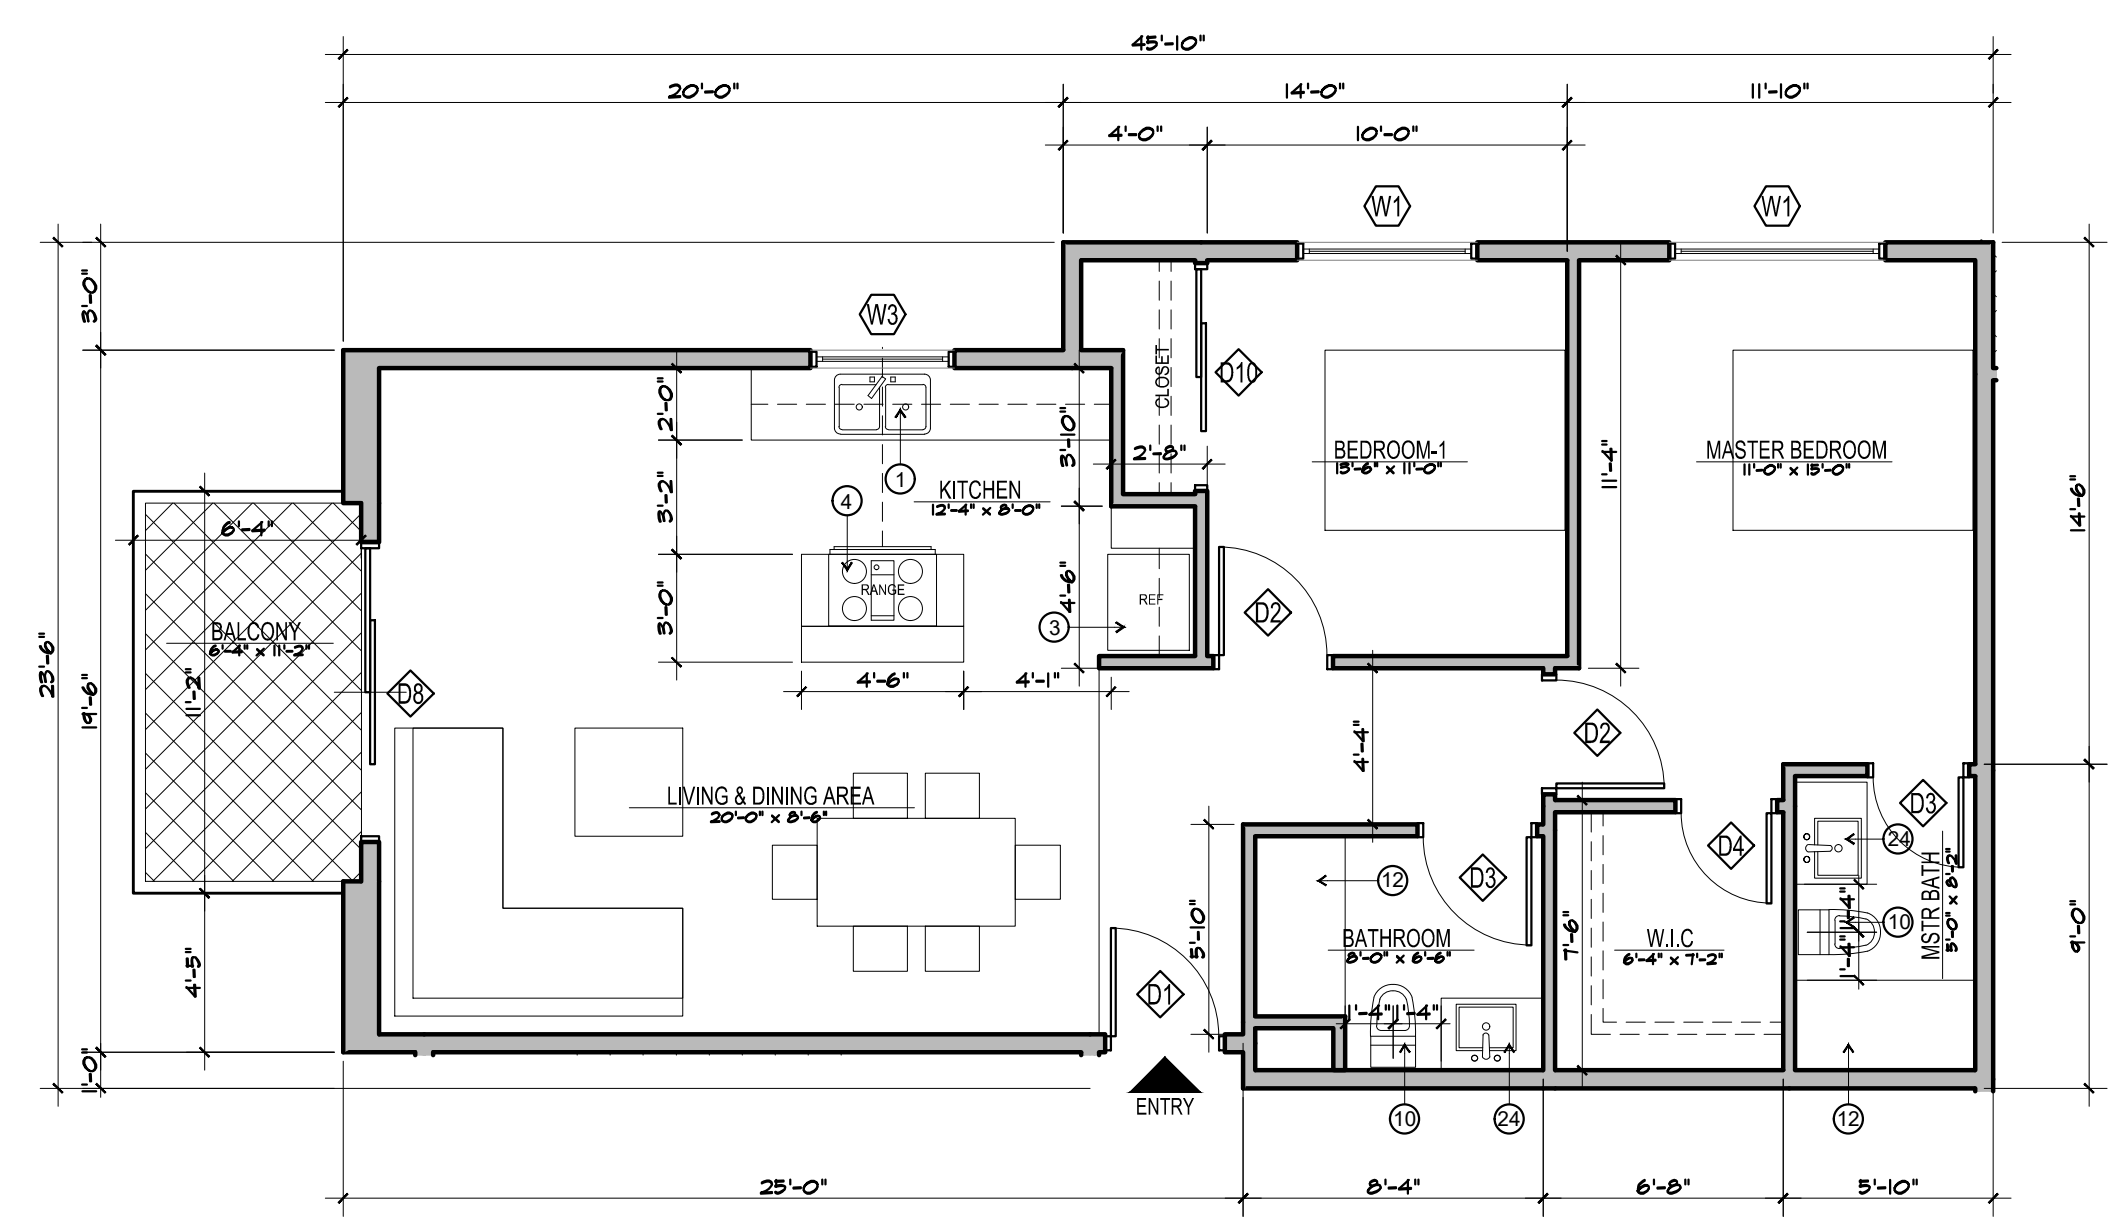 45'-10"
20'-0"
14'-0"
11'-10"
4'-0"
10'-0"
W1
W1
3'-0"
W3
CLOSET
D10
2'-0"
3'-10"
2'-8"
BEDROOM-1
13'-6" x 11'-0"
11'-4"
MASTER BEDROOM
11'-0" x 15'-0"
1
4
KITCHEN
12'-4" x 8'-0"
3'-2"
14'-6"
6'-4"
RANGE
REF
3
4'-6"
3'-0"
D2
BALCONY
6'-4" x 11'-2"
11'-2"
23'-6"
19'-6"
D8
4'-6"
4'-1"
4'-4"
D2
LIVING & DINING AREA
20'-0" x 8'-6"
D3
24
D4
12
D3
MSTR BATH
5'-0" x 8'-2"
1'-4"
1'-4"
10
5'-10"
BATHROOM
8'-0" x 6'-6"
7'-6"
W.I.C
6'-4" x 7'-2"
9'-0"
4'-5"
D1
1'-4"
1'-4"
1'-0"
ENTRY
10
24
12
25'-0"
8'-4"
6'-8"
5'-10"